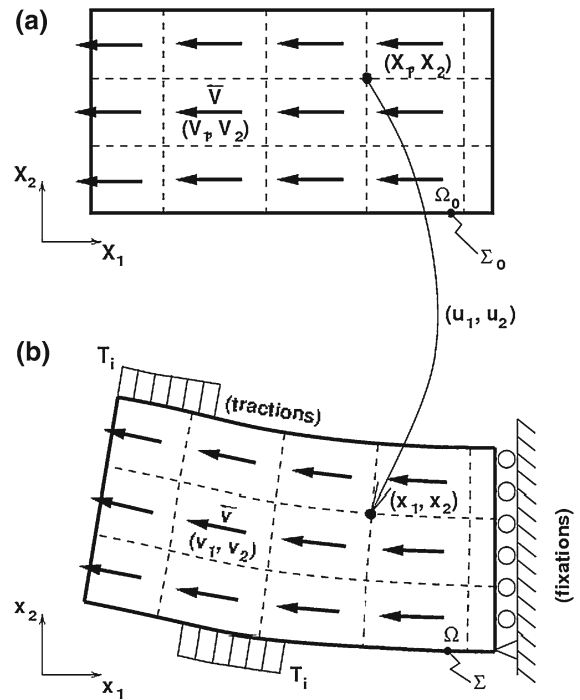 (a)
(X₁, X₂)
V̅
(V₁, V₂)
X₂
X₁
Ω₀
Σ₀
(u₁, u₂)
(b)
Tᵢ
(tractions)
(x₁, x₂)
v̅
(v₁, v₂)
(fixations)
x₂
x₁
Tᵢ
Ω
Σ